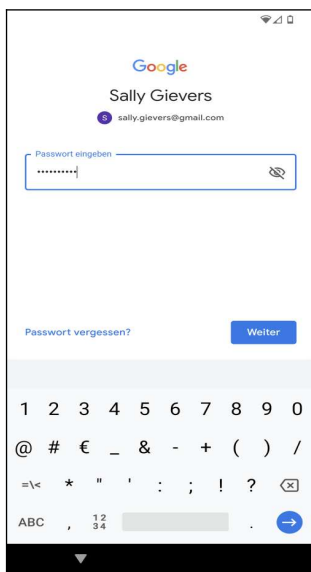 Google
Sally Gievers
S sally.gievers@gmail.com
Passwort eingeben
••••••••••
Passwort vergessen?
Weiter
1 2 3 4 5 6 7 8 9 0
@ # € _ & - + ( ) /
=\< * " ' : ; ! ?
ABC , 12 34 .